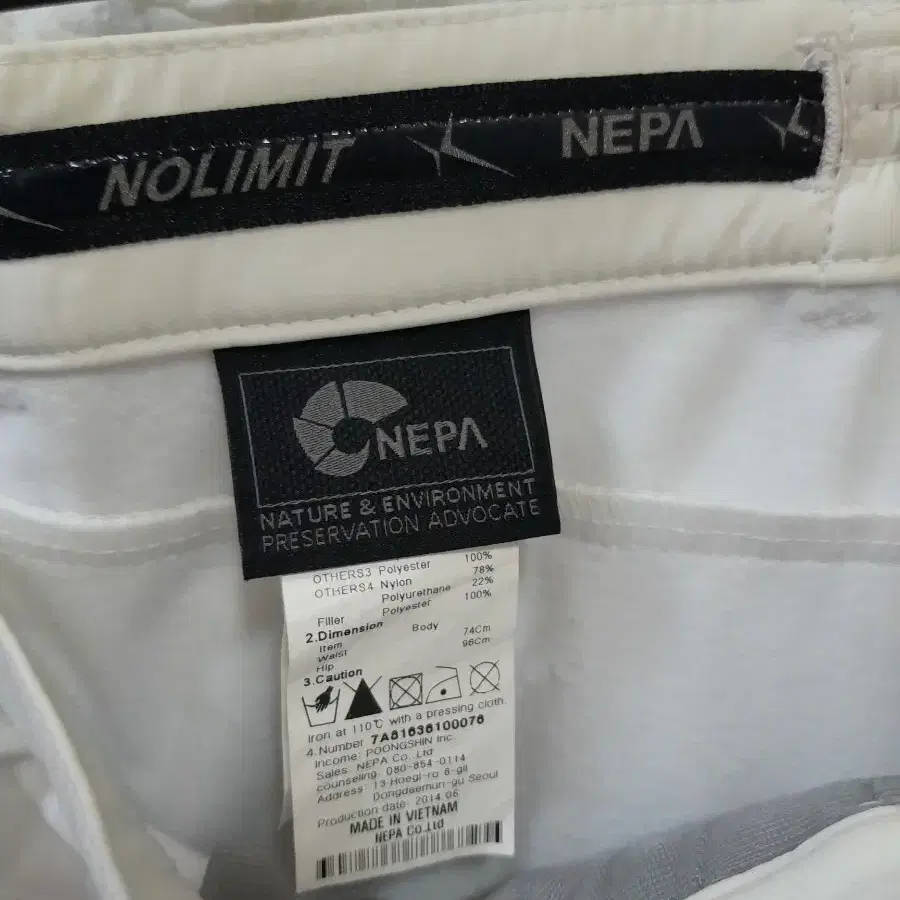 NOLIMIT NEPA
NEPA
NATURE & ENVIRONMENT
PRESERVATION ADVOCATE
OTHERS3 Polyester 100%
OTHERS4 Nylon 78%
Polyurethane 22%
Filler Polyester 100%
2.Dimension
Item Body
Waist 74Cm
Hip 96Cm
3.Caution
Iron at 110℃ with a pressing cloth.
4.Number 7A81636100076
Income: POONGSHIN Inc.
Sales: NEPA Co. Ltd
counseling: 080-854-0114
Address: 13 Hoegi-ro 8-gil
Dongdaemun-gu Seoul
Production date: 2014.06
MADE IN VIETNAM
NEPA Co.Ltd